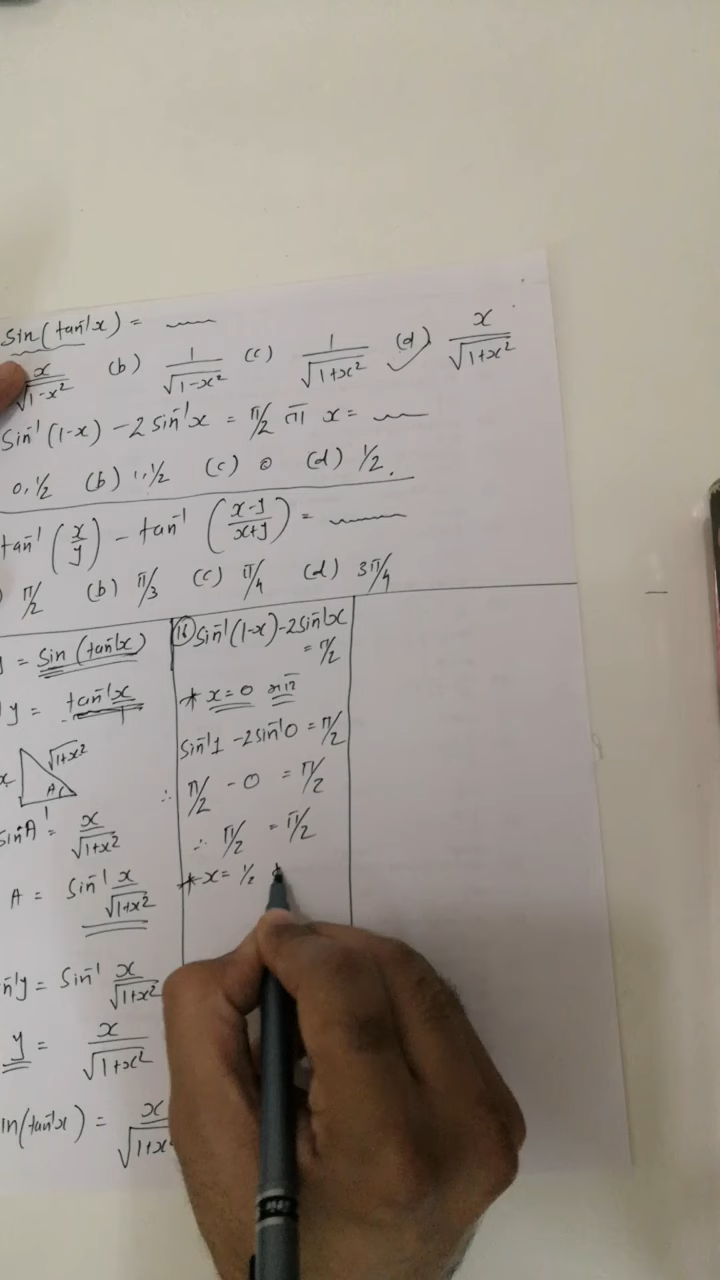 sin(tan⁻¹x) =
x/√(1-x²) (b) 1/√(1-x²) (c) 1/√(1+x²) (d) x/√(1+x²)
sin⁻¹(1-x) - 2 sin⁻¹x = π/2 x =
0, ½ (b) 1, ½ (c) 0 (d) ½.
tan⁻¹(x/y) - tan⁻¹((x-y)/(x+y)) =
π/2 (b) π/3 (c) π/4 (d) 3π/4
y = sin(tan⁻¹x)
y = tan⁻¹x
x √(1+x²)
A 1
sin A = x/√(1+x²)
A = sin⁻¹ x/√(1+x²)
n⁻¹y = sin⁻¹ x/√(1+x²)
y = x/√(1+x²)
in(tan⁻¹x) = x/√(1+x²)
(16) sin⁻¹(1-x) - 2sin⁻¹x
= π/2
* x = 0
sin⁻¹1 - 2sin⁻¹0 = π/2
∴ π/2 - 0 = π/2
∴ π/2 = π/2
* x = ½